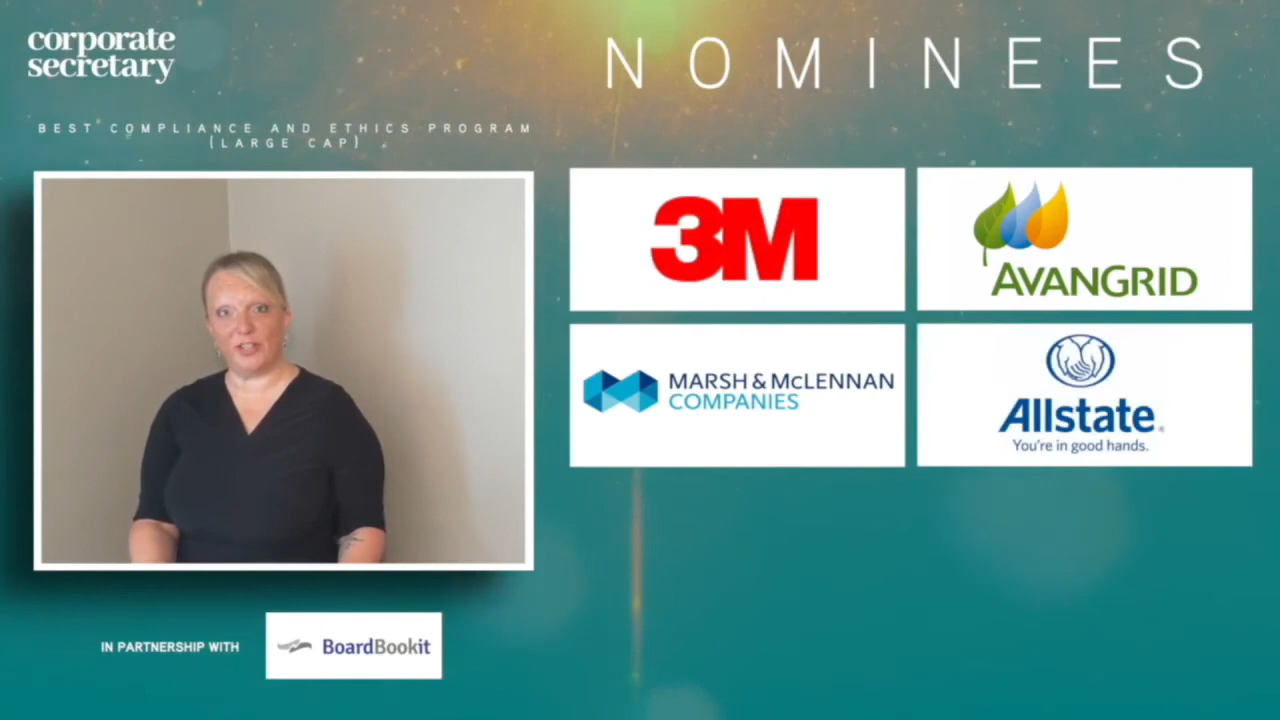 corporate
secretary
NOMINEES
BEST COMPLIANCE AND ETHICS PROGRAM
(LARGE CAP)
3M
AVANGRID
MARSH & McLENNAN
COMPANIES
Allstate®
You're in good hands.
IN PARTNERSHIP WITH
BoardBookit